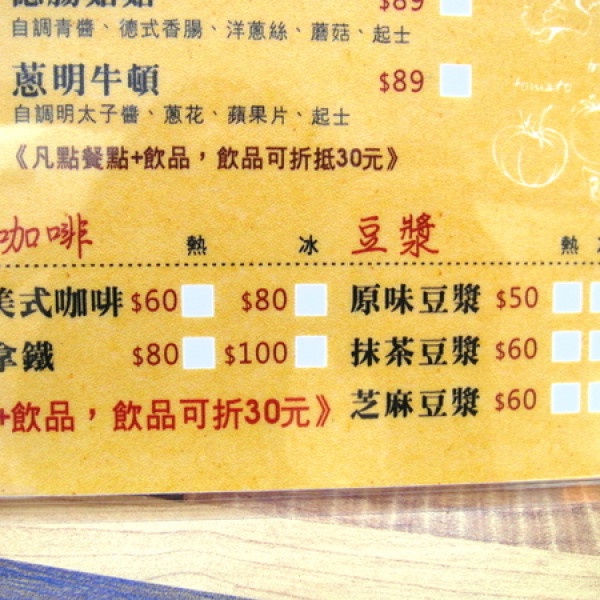 $89
自調青醬、德式香腸、洋蔥絲、蘑菇、起士
蔥明牛頓 $89
自調明太子醬、蔥花、蘋果片、起士
《凡點餐點+飲品，飲品可折抵30元》
tomato
咖啡 熱 冰
美式咖啡 $60 $80
拿鐵 $80 $100
+飲品，飲品可折30元》
豆漿 熱
原味豆漿 $50
抹茶豆漿 $60
芝麻豆漿 $60